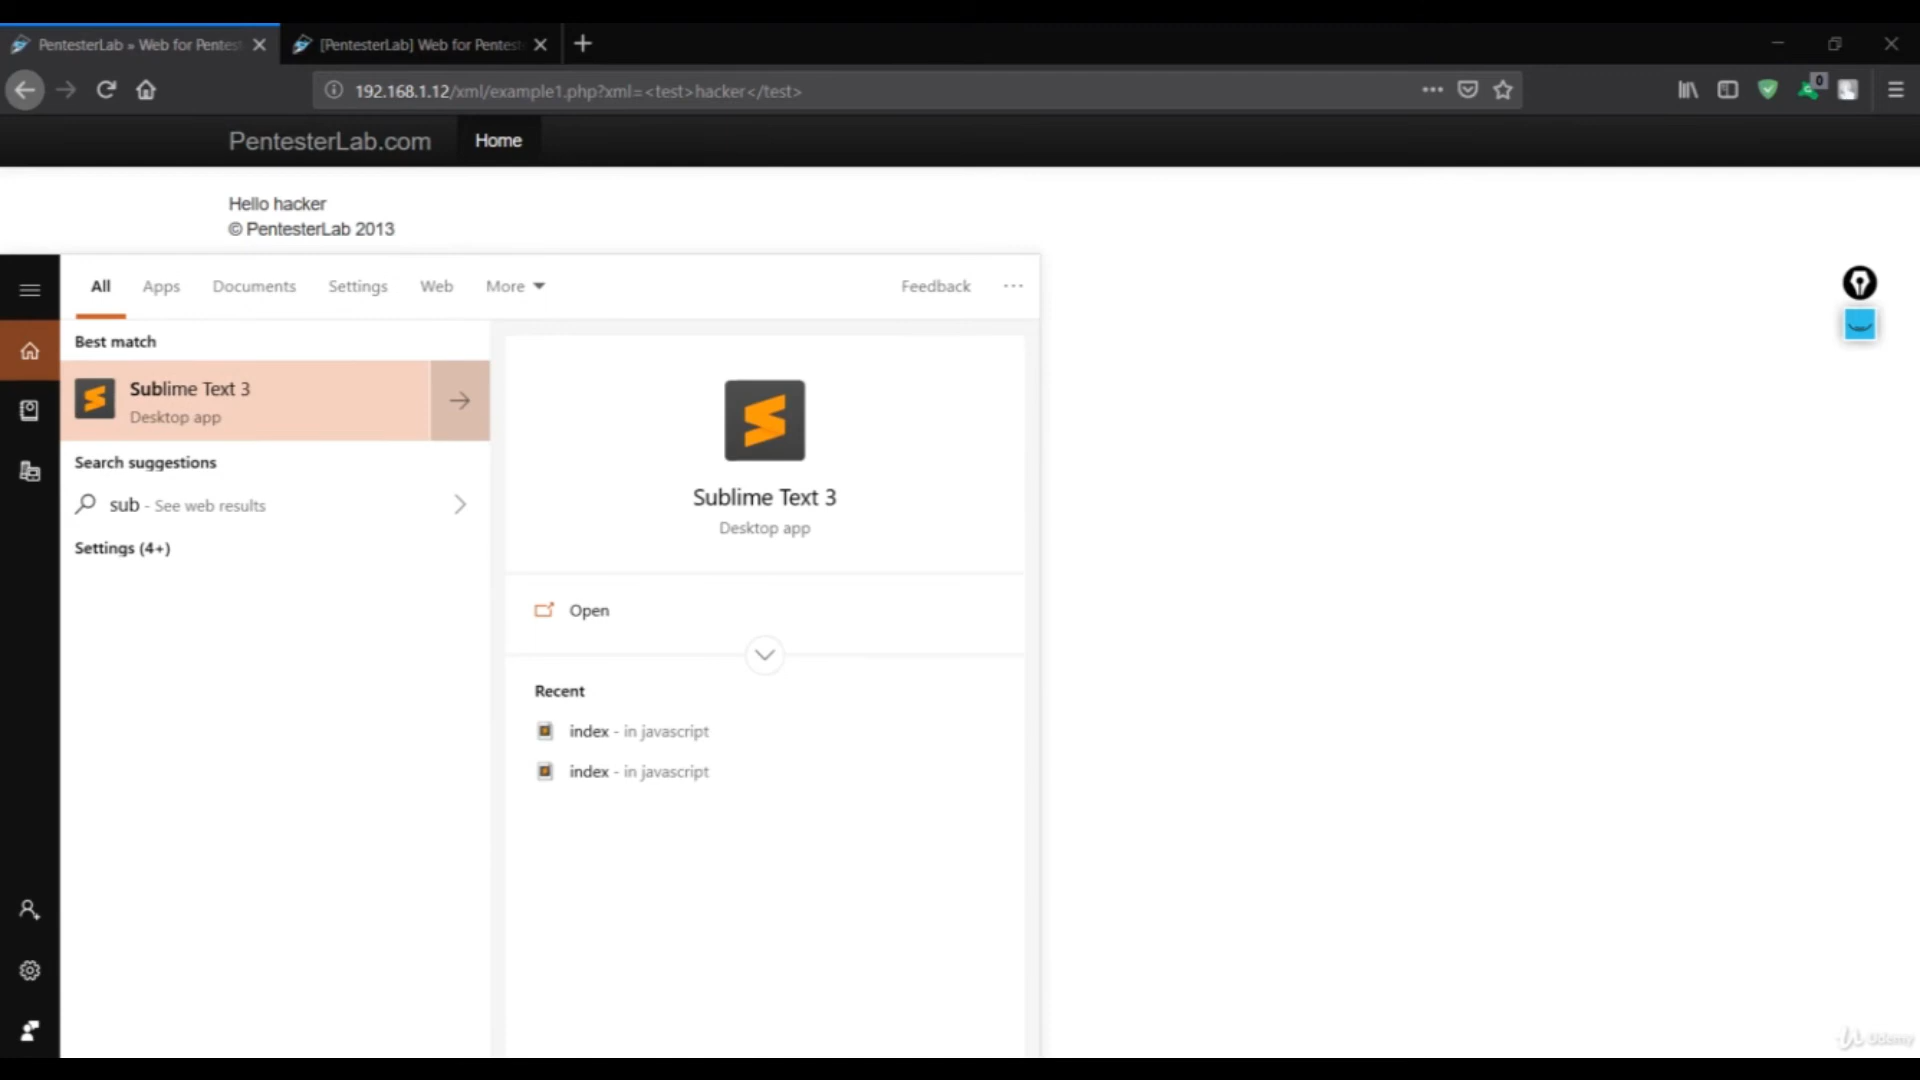 PentesterLab » Web for Pentest
[PentesterLab] Web for Pentest
192.168.1.12/xml/example1.php?xml=<test>hacker</test>
0
PentesterLab.com
Home
Hello hacker
© PentesterLab 2013
All
Apps
Documents
Settings
Web
More
Feedback
Best match
Sublime Text 3
Desktop app
Search suggestions
sub - See web results
Settings (4+)
Sublime Text 3
Desktop app
Open
Recent
index - in javascript
index - in javascript
Udemy